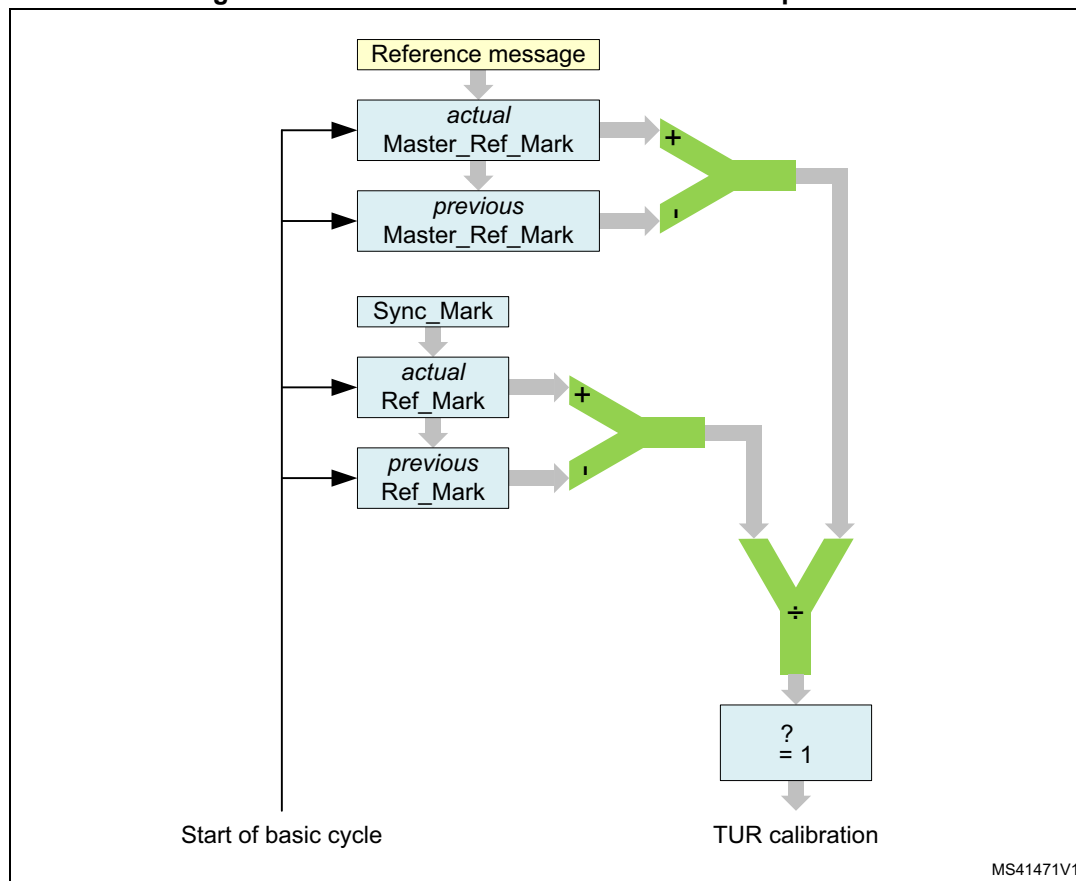 Reference message
actual
Master_Ref_Mark
+
previous
Master_Ref_Mark
-
Sync_Mark
actual
Ref_Mark
+
previous
Ref_Mark
-
÷
?
= 1
Start of basic cycle
TUR calibration
MS41471V1